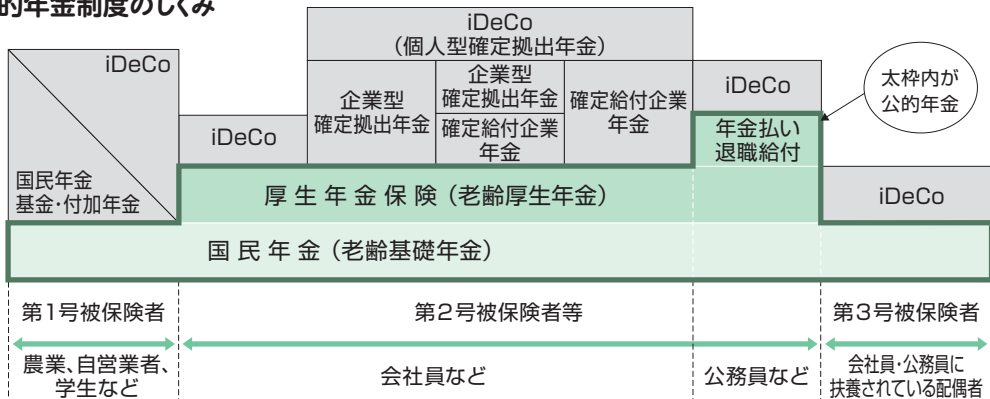 的年金制度のしくみ
iDeCo
（個人型確定拠出年金）
iDeCo
国民年金
基金・付加年金
iDeCo
企業型
確定拠出年金
企業型
確定拠出年金
確定給付企業
年金
確定給付企業
年金
iDeCo
年金払い
退職給付
太枠内が
公的年金
iDeCo
厚生年金保険（老齢厚生年金）
国民年金（老齢基礎年金）
第1号被保険者
第2号被保険者等
第3号被保険者
農業、自営業者、
学生など
会社員など
公務員など
会社員・公務員に
扶養されている配偶者